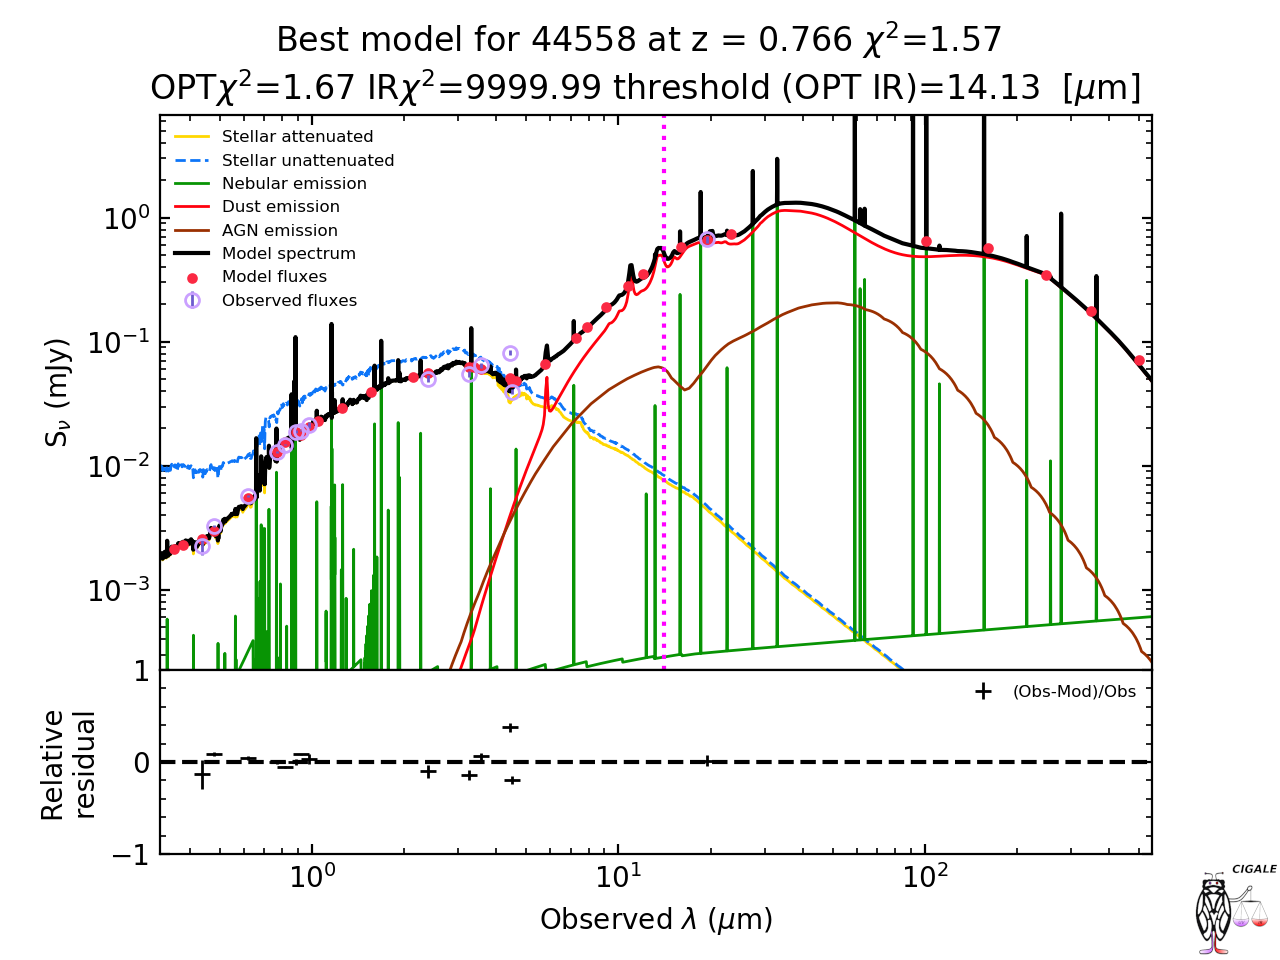 Best model for 44558 at z = 0.766 χ²=1.57
OPTχ²=1.67 IRχ²=9999.99 threshold (OPT IR)=14.13 [μm]
Stellar attenuated
Stellar unattenuated
Nebular emission
Dust emission
AGN emission
Model spectrum
Model fluxes
Observed fluxes
S_ν (mJy)
10⁰
10⁻¹
10⁻²
10⁻³
1
0
−1
Relative
residual
(Obs-Mod)/Obs
10⁰ 10¹ 10²
Observed λ (μm)
CIGALE